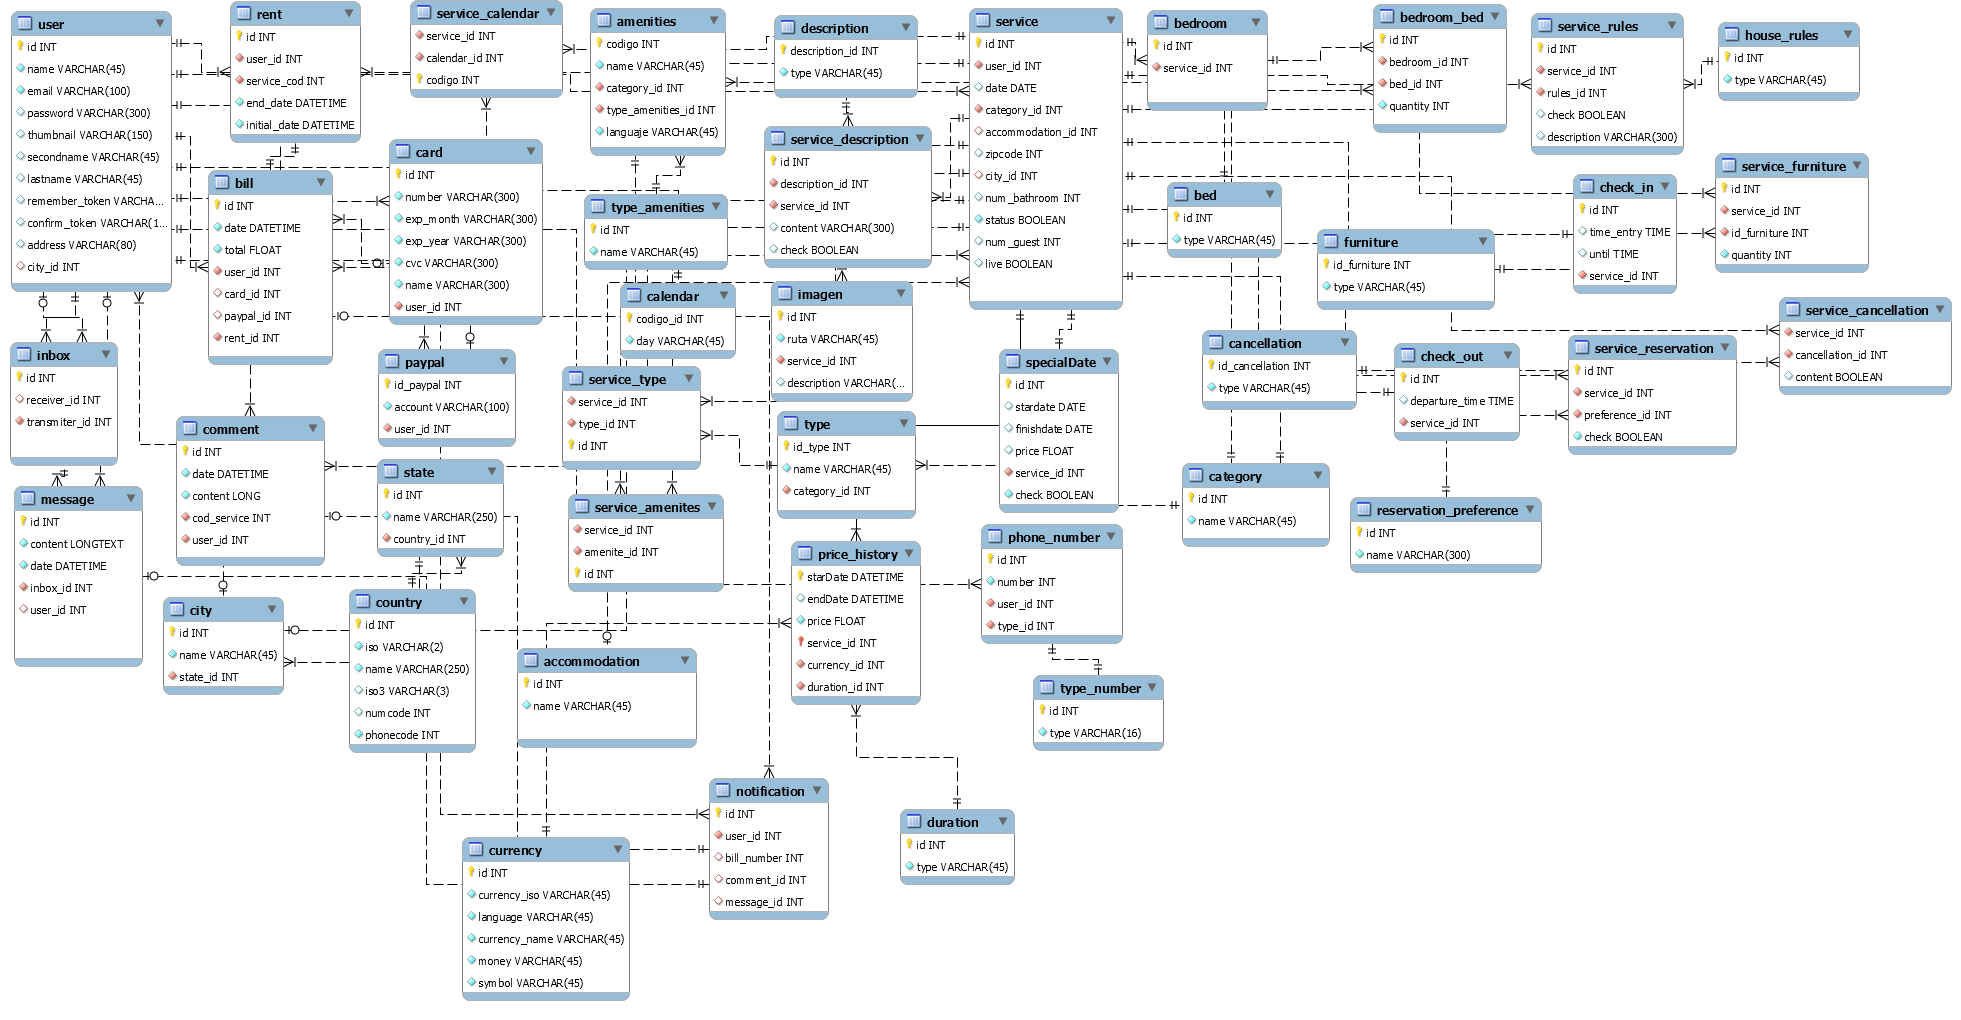 user
id INT
name VARCHAR(45)
email VARCHAR(100)
password VARCHAR(300)
thumbnail VARCHAR(150)
secondname VARCHAR(45)
lastname VARCHAR(45)
remember_token VARCHA...
confirm_token VARCHAR(1...
address VARCHAR(80)
city_id INT
rent
id INT
user_id INT
service_cod INT
end_date DATETIME
initial_date DATETIME
service_calendar
service_id INT
calendar_id INT
codigo INT
amenities
codigo INT
name VARCHAR(45)
category_id INT
type_amenities_id INT
languaje VARCHAR(45)
description
description_id INT
type VARCHAR(45)
service
id INT
user_id INT
date DATE
category_id INT
accommodation_id INT
zipcode INT
city_id INT
num_bathroom INT
status BOOLEAN
num_guest INT
live BOOLEAN
bedroom
id INT
service_id INT
bedroom_bed
id INT
bedroom_id INT
bed_id INT
quantity INT
service_rules
id INT
service_id INT
rules_id INT
check BOOLEAN
description VARCHAR(300)
house_rules
id INT
type VARCHAR(45)
bill
id INT
date DATETIME
total FLOAT
user_id INT
card_id INT
paypal_id INT
rent_id INT
card
id INT
number VARCHAR(300)
exp_month VARCHAR(300)
exp_year VARCHAR(300)
cvc VARCHAR(300)
name VARCHAR(300)
user_id INT
type_amenities
id INT
name VARCHAR(45)
service_description
id INT
description_id INT
service_id INT
content VARCHAR(300)
check BOOLEAN
bed
id INT
type VARCHAR(45)
furniture
id_furniture INT
type VARCHAR(45)
check_in
id INT
time_entry TIME
until TIME
service_id INT
service_furniture
id INT
service_id INT
id_furniture INT
quantity INT
calendar
codigo_id INT
day VARCHAR(45)
imagen
id INT
ruta VARCHAR(45)
service_id INT
description VARCHAR(...
service_cancellation
service_id INT
cancellation_id INT
content BOOLEAN
inbox
id INT
receiver_id INT
transmiter_id INT
paypal
id_paypal INT
account VARCHAR(100)
user_id INT
service_type
service_id INT
type_id INT
id INT
specialDate
id INT
stardate DATE
finishdate DATE
price FLOAT
service_id INT
check BOOLEAN
cancellation
id_cancellation INT
type VARCHAR(45)
check_out
id INT
departure_time TIME
service_id INT
service_reservation
id INT
service_id INT
preference_id INT
check BOOLEAN
comment
id INT
date DATETIME
content LONG
cod_service INT
user_id INT
type
id_type INT
name VARCHAR(45)
category_id INT
state
id INT
name VARCHAR(250)
country_id INT
category
id INT
name VARCHAR(45)
message
id INT
content LONGTEXT
date DATETIME
inbox_id INT
user_id INT
service_amenites
service_id INT
amenite_id INT
id INT
reservation_preference
id INT
name VARCHAR(300)
price_history
starDate DATETIME
endDate DATETIME
price FLOAT
service_id INT
currency_id INT
duration_id INT
phone_number
id INT
number INT
user_id INT
type_id INT
city
id INT
name VARCHAR(45)
state_id INT
country
id INT
iso VARCHAR(2)
name VARCHAR(250)
iso3 VARCHAR(3)
numcode INT
phonecode INT
accommodation
id INT
name VARCHAR(45)
type_number
id INT
type VARCHAR(16)
notification
id INT
user_id INT
bill_number INT
comment_id INT
message_id INT
duration
id INT
type VARCHAR(45)
currency
id INT
currency_iso VARCHAR(45)
language VARCHAR(45)
currency_name VARCHAR(45)
money VARCHAR(45)
symbol VARCHAR(45)